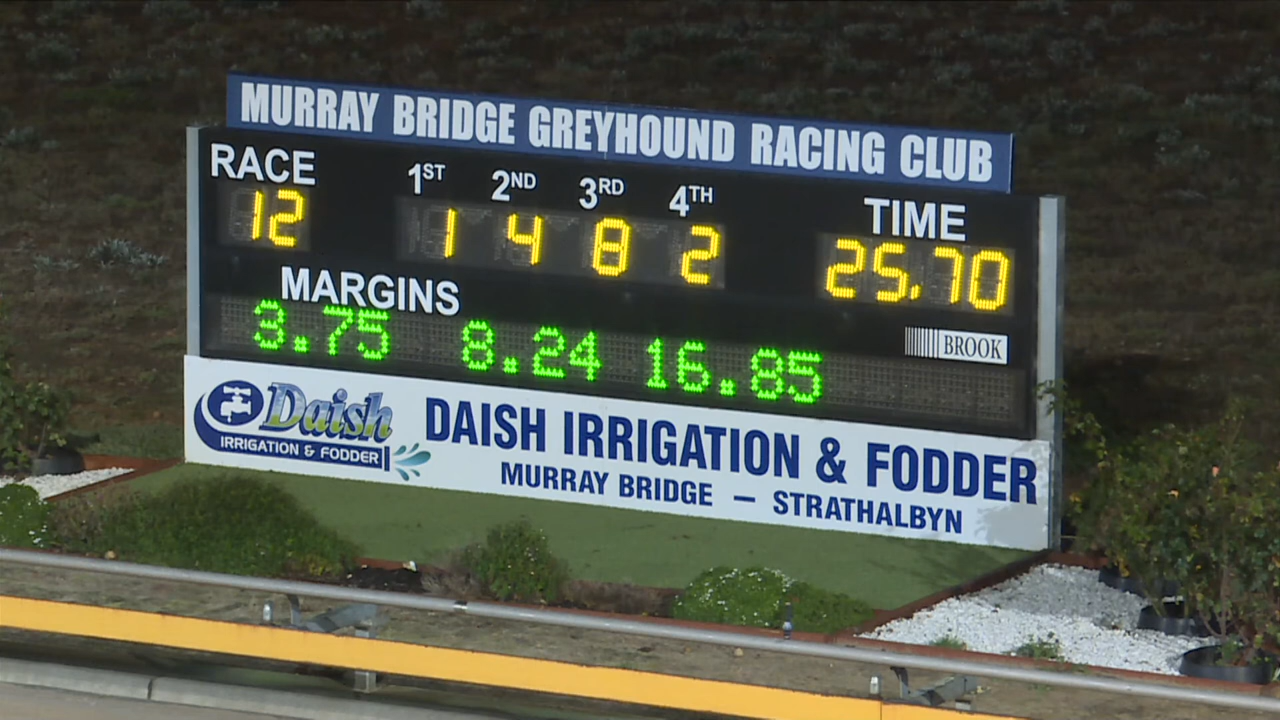 MURRAY BRIDGE GREYHOUND RACING CLUB
RACE 1ST 2ND 3RD 4TH TIME
12 1 4 8 2 25.70
MARGINS
3.75 8.24 16.85
BROOK
Daish
IRRIGATION & FODDER
DAISH IRRIGATION & FODDER
MURRAY BRIDGE — STRATHALBYN